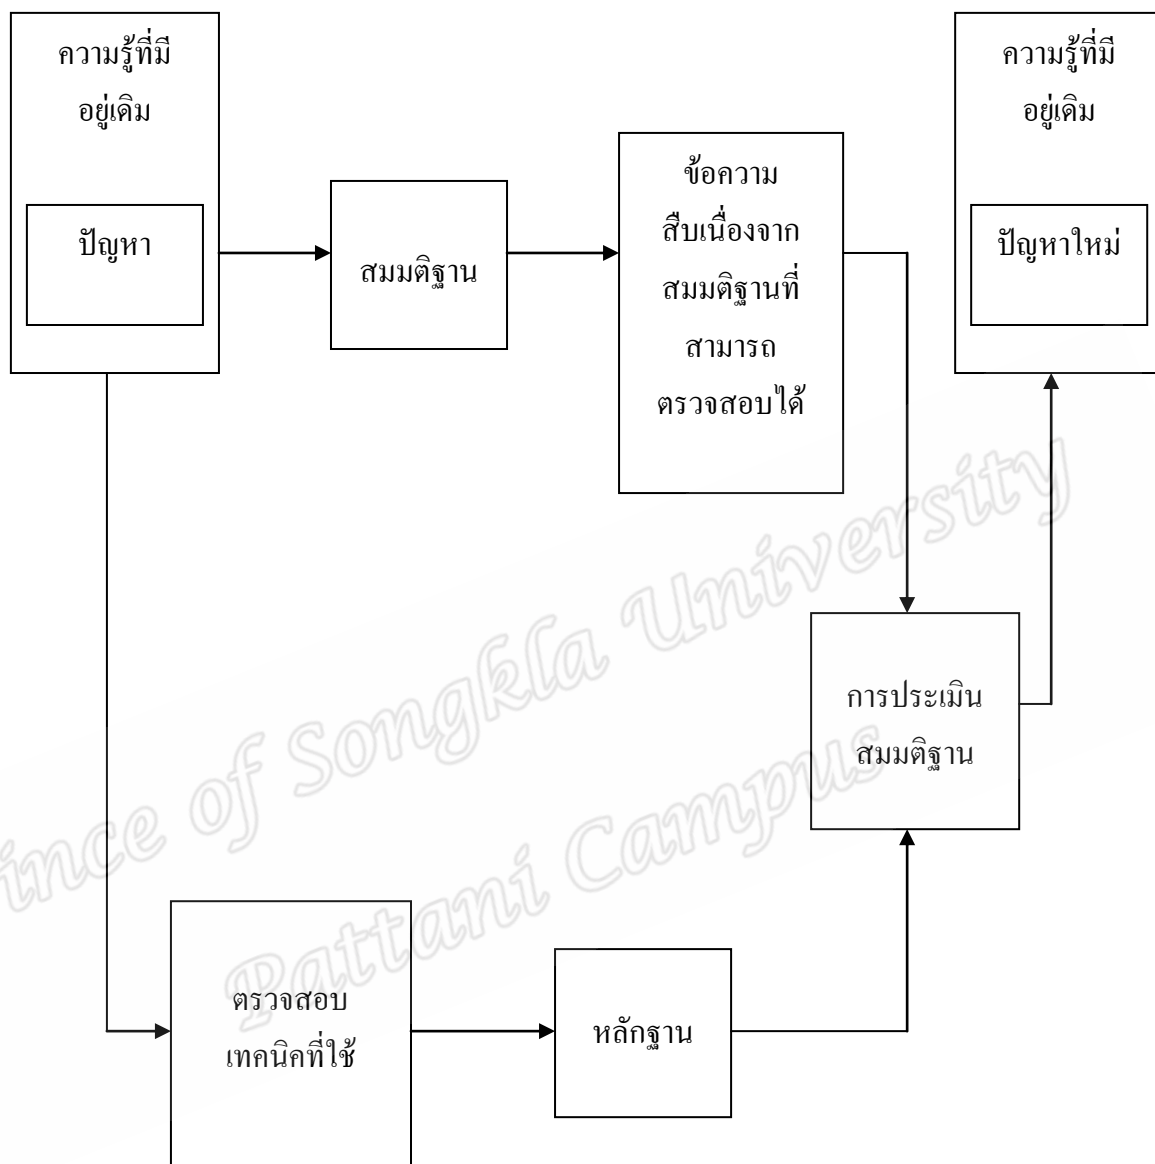 ความรู้ที่มี
อยู่เดิม
ปัญหา
สมมติฐาน
ข้อความ
สืบเนื่องจาก
สมมติฐานที่
สามารถ
ตรวจสอบได้
ความรู้ที่มี
อยู่เดิม
ปัญหาใหม่
การประเมิน
สมมติฐาน
ตรวจสอบ
เทคนิคที่ใช้
หลักฐาน
ince of Songkla University
Pattani Campus